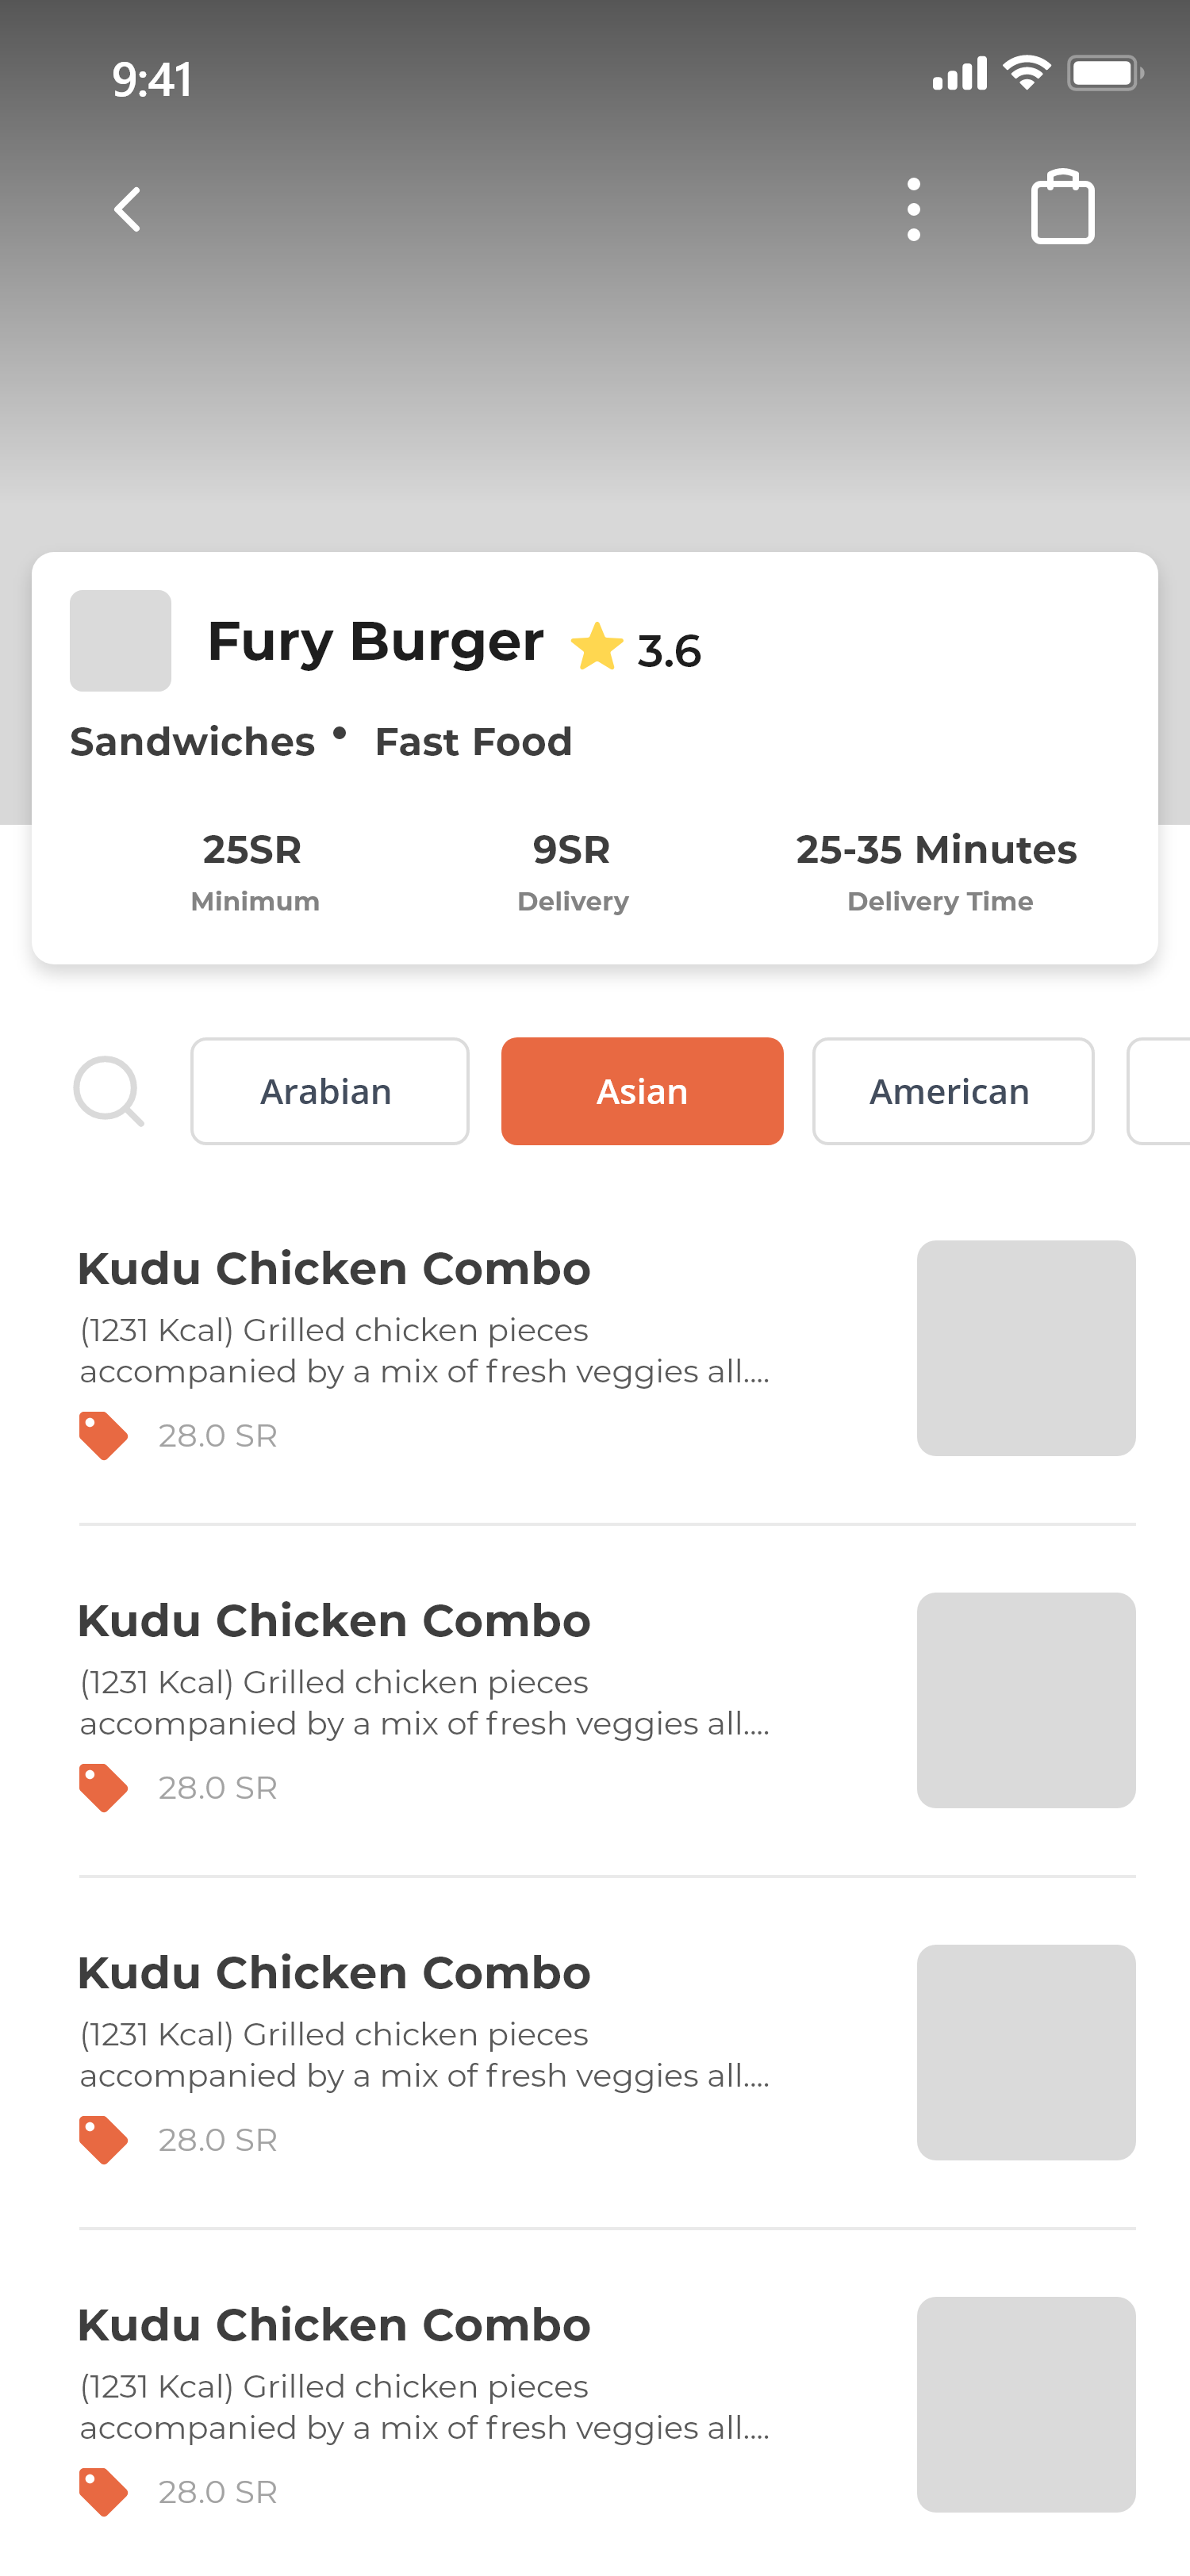 9:41
Fury Burger 3.6
Sandwiches • Fast Food
25SR 9SR 25-35 Minutes
Minimum Delivery Delivery Time
Arabian Asian American
Kudu Chicken Combo
(1231 Kcal) Grilled chicken pieces
accompanied by a mix of fresh veggies all....
28.0 SR
Kudu Chicken Combo
(1231 Kcal) Grilled chicken pieces
accompanied by a mix of fresh veggies all....
28.0 SR
Kudu Chicken Combo
(1231 Kcal) Grilled chicken pieces
accompanied by a mix of fresh veggies all....
28.0 SR
Kudu Chicken Combo
(1231 Kcal) Grilled chicken pieces
accompanied by a mix of fresh veggies all....
28.0 SR